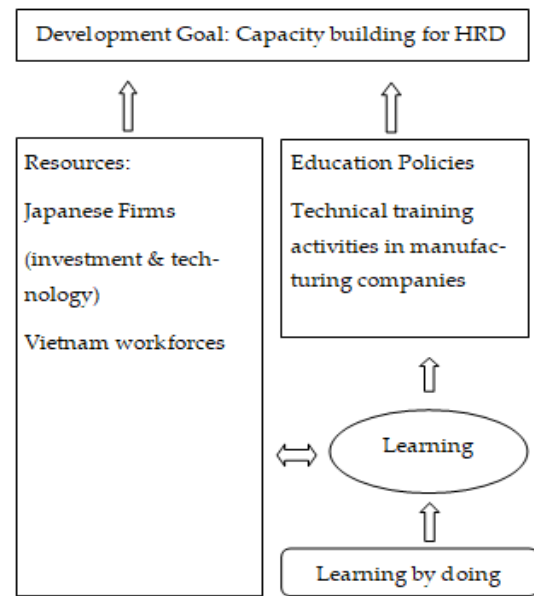 Development Goal: Capacity building for HRD
Resources:
Japanese Firms
(investment & tech-
nology)
Vietnam workforces
Education Policies
Technical training
activities in manufac-
turing companies
Learning
Learning by doing